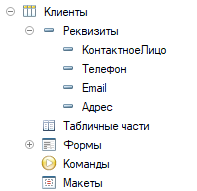 Клиенты
Реквизиты
КонтактноеЛицо
Телефон
Email
Адрес
Табличные части
Формы
Команды
Макеты